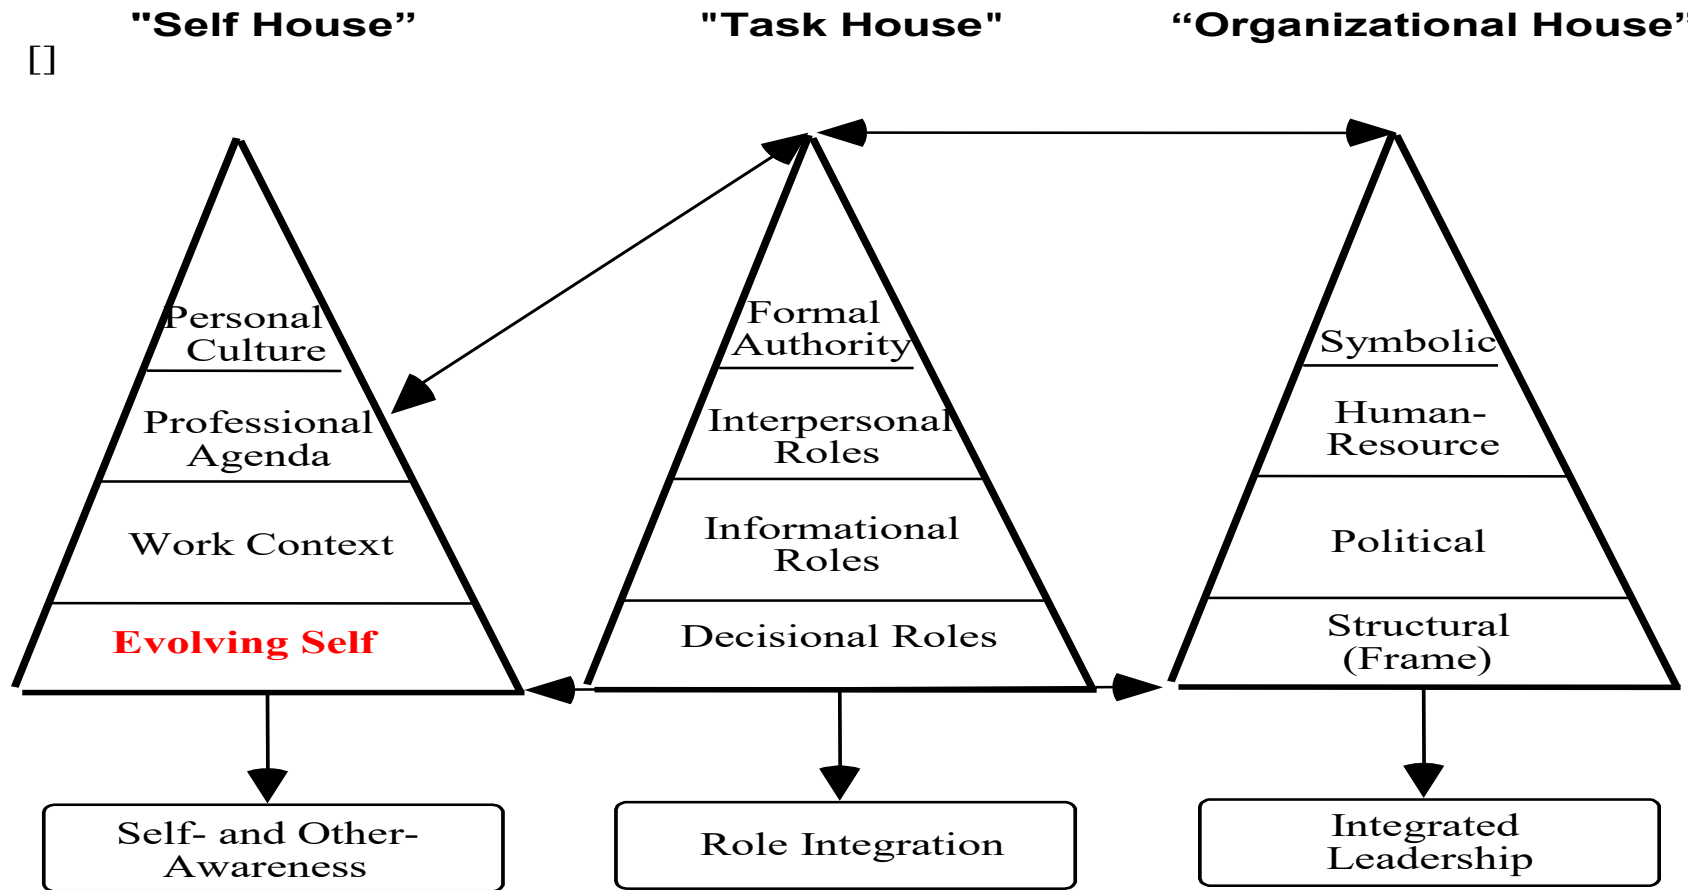 "Self House”
"Task House"
“Organizational House”
[]
Personal
Culture
Professional
Agenda
Work Context
Evolving Self
Self- and Other-
Awareness
Formal
Authority
Interpersonal
Roles
Informational
Roles
Decisional Roles
Role Integration
Symbolic
Human-
Resource
Political
Structural
(Frame)
Integrated
Leadership